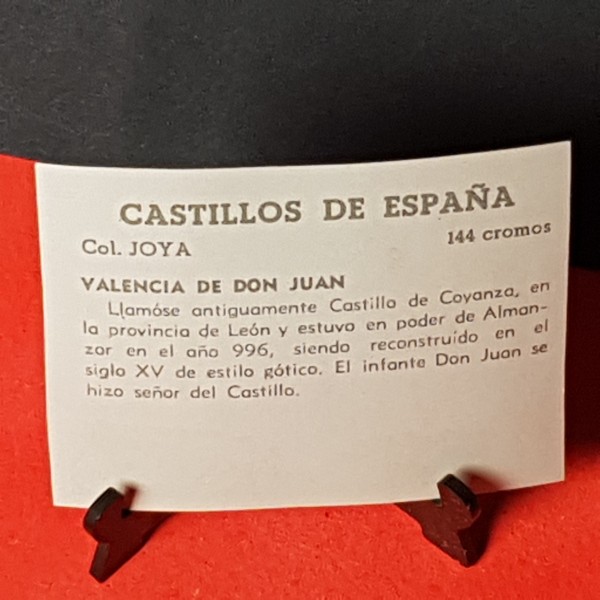 CASTILLOS DE ESPAÑA
Col. JOYA 144 cromos
VALENCIA DE DON JUAN
Llamóse antiguamente Castillo de Coyanza, en
la provincia de León y estuvo en poder de Alman-
zor en el año 996, siendo reconstruído en el
siglo XV de estilo gótico. El infante Don Juan se
hizo señor del Castillo.